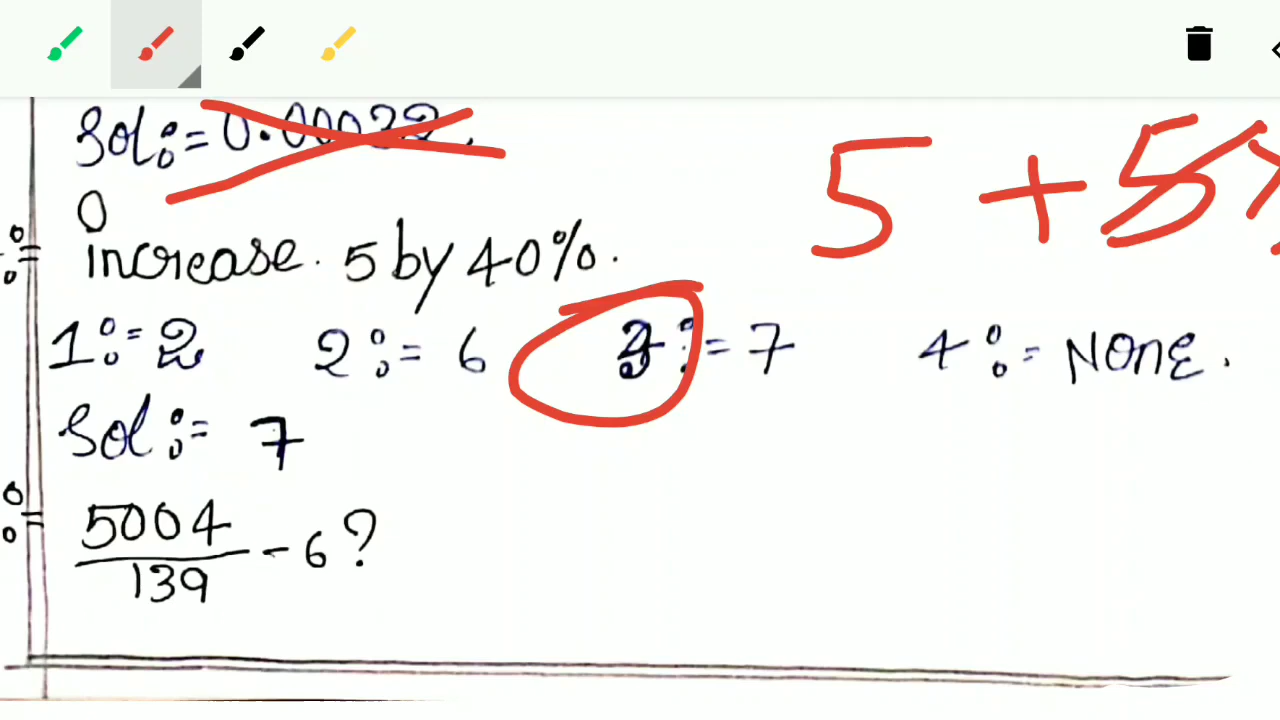 Sol:= 0.00032.
5 + 5
0
increase. 5 by 40%.
1:= 2 2:= 6 3:= 7 4:= NONE.
Sol:= 7
5004
139 - 6 ?